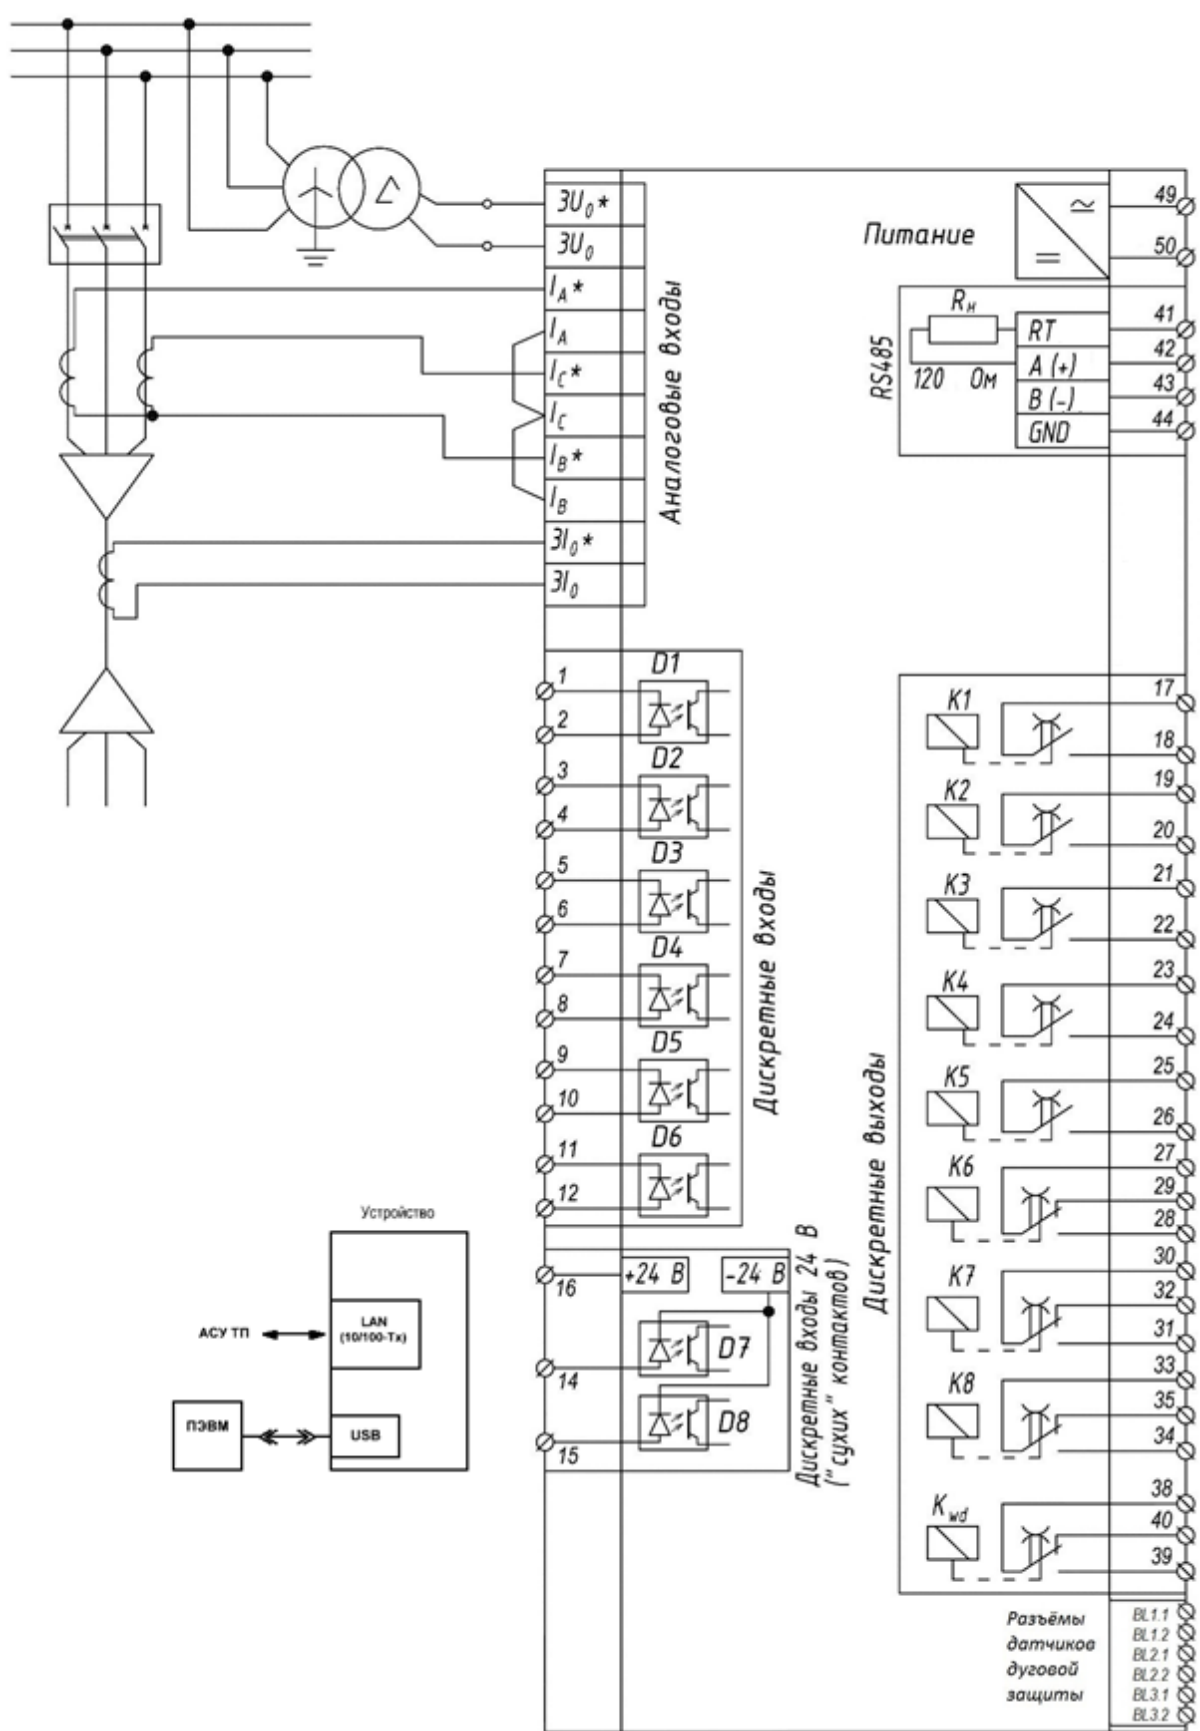 3U₀*
3U₀
I_A*
I_A
I_C*
I_C
I_B*
I_B
3I₀*
3I₀
Аналоговые входы
Питание
49
50
RS485
Rн
120 Ом
RT
A (+)
B (-)
GND
41
42
43
44
1
2
3
4
5
6
7
8
9
10
11
12
D1
D2
D3
D4
D5
D6
Дискретные входы
16
14
15
+24 В
-24 В
D7
D8
Дискретные входы 24 В
("сухих" контактов)
Устройство
АСУ ТП
LAN
(10/100-Tx)
ПЭВМ
USB
Дискретные выходы
K1
K2
K3
K4
K5
K6
K7
K8
K wd
17
18
19
20
21
22
23
24
25
26
27
29
28
30
32
31
33
35
34
38
40
39
Разъёмы
датчиков
дуговой
защиты
BL1.1
BL1.2
BL2.1
BL2.2
BL3.1
BL3.2